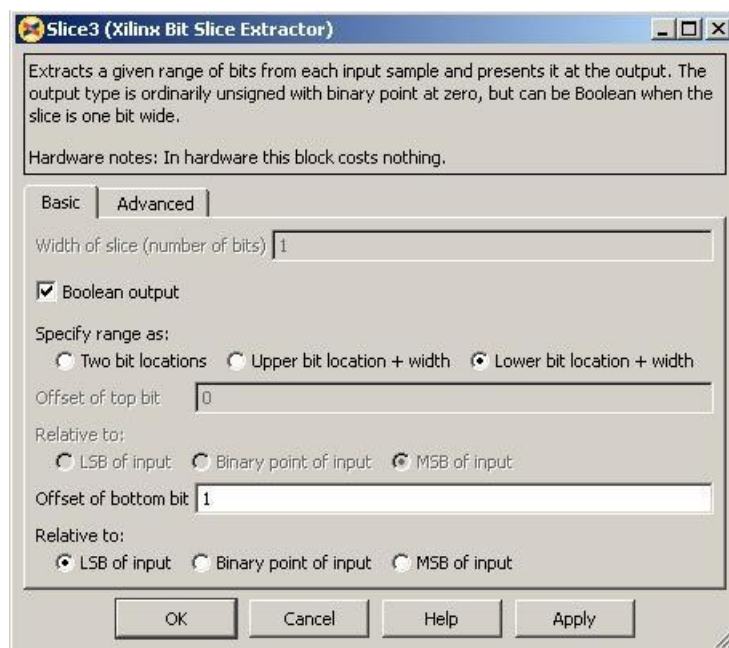 Slice3 (Xilinx Bit Slice Extractor)
Extracts a given range of bits from each input sample and presents it at the output. The
output type is ordinarily unsigned with binary point at zero, but can be Boolean when the
slice is one bit wide.
Hardware notes: In hardware this block costs nothing.
Basic Advanced
Width of slice (number of bits) 1
Boolean output
Specify range as:
Two bit locations Upper bit location + width Lower bit location + width
Offset of top bit 0
Relative to:
LSB of input Binary point of input MSB of input
Offset of bottom bit 1
Relative to:
LSB of input Binary point of input MSB of input
OK Cancel Help Apply